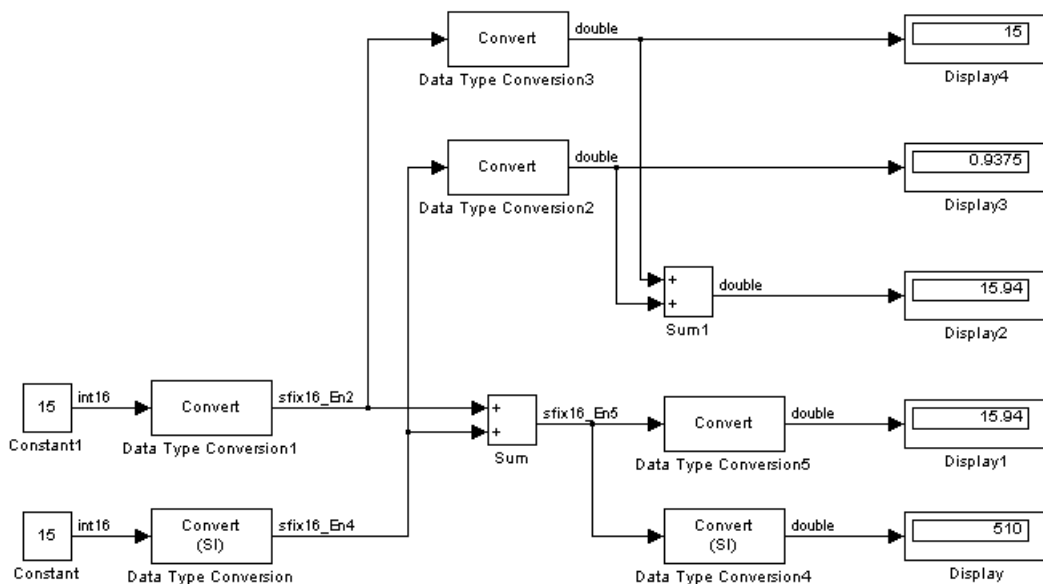 Convert
double
15
Data Type Conversion3
Display4
Convert
double
0.9375
Data Type Conversion2
Display3
+
+
double
15.94
Sum1
Display2
15
int16
Convert
sfix16_En2
+
+
sfix16_En5
Convert
double
15.94
Constant1
Data Type Conversion1
Sum
Data Type Conversion5
Display1
15
int16
Convert
(SI)
sfix16_En4
Convert
(SI)
double
510
Constant
Data Type Conversion
Data Type Conversion4
Display